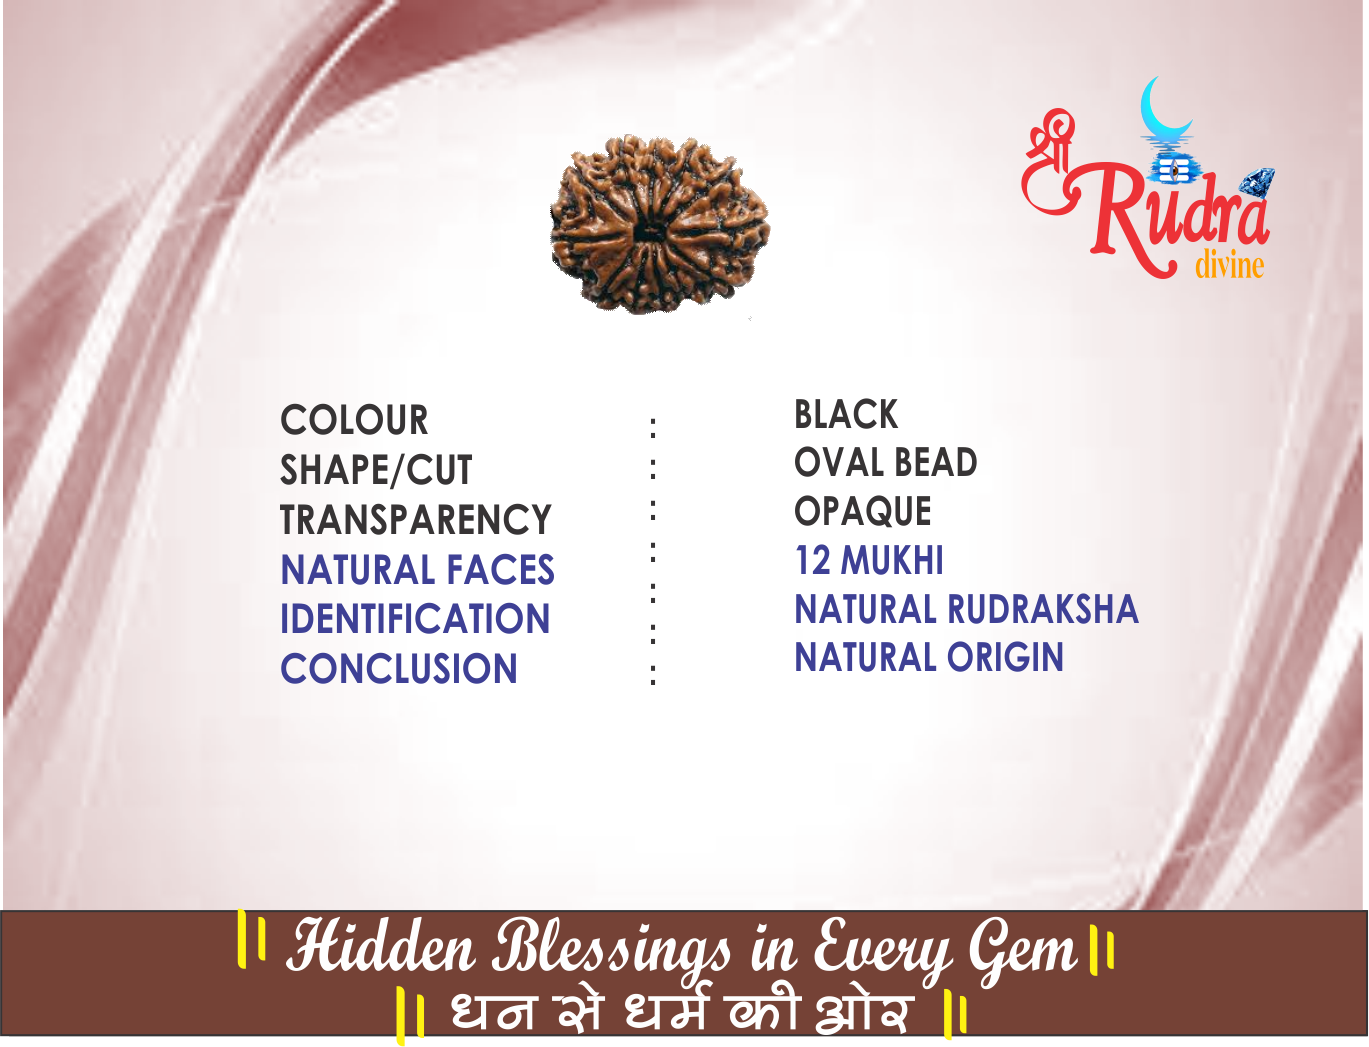 श्री
Rudra
divine
COLOUR : BLACK
SHAPE/CUT : OVAL BEAD
TRANSPARENCY : OPAQUE
NATURAL FACES : 12 MUKHI
IDENTIFICATION : NATURAL RUDRAKSHA
CONCLUSION : NATURAL ORIGIN
:
|| Hidden Blessings in Every Gem ||
|| धन से धर्म की ओर ||